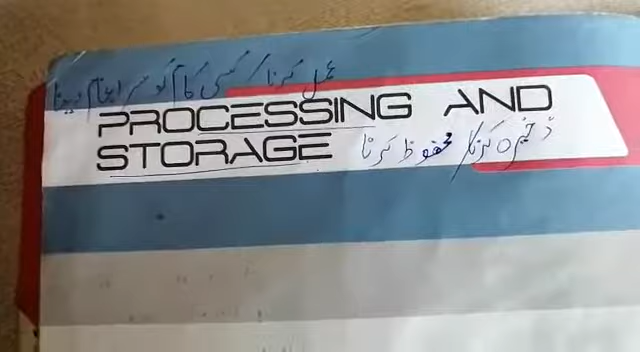 عمل کرنا / کسی کام کو سر انجام دینا
PROCESSING AND
STORAGE ذخیرہ کرنا / محفوظ کرنا